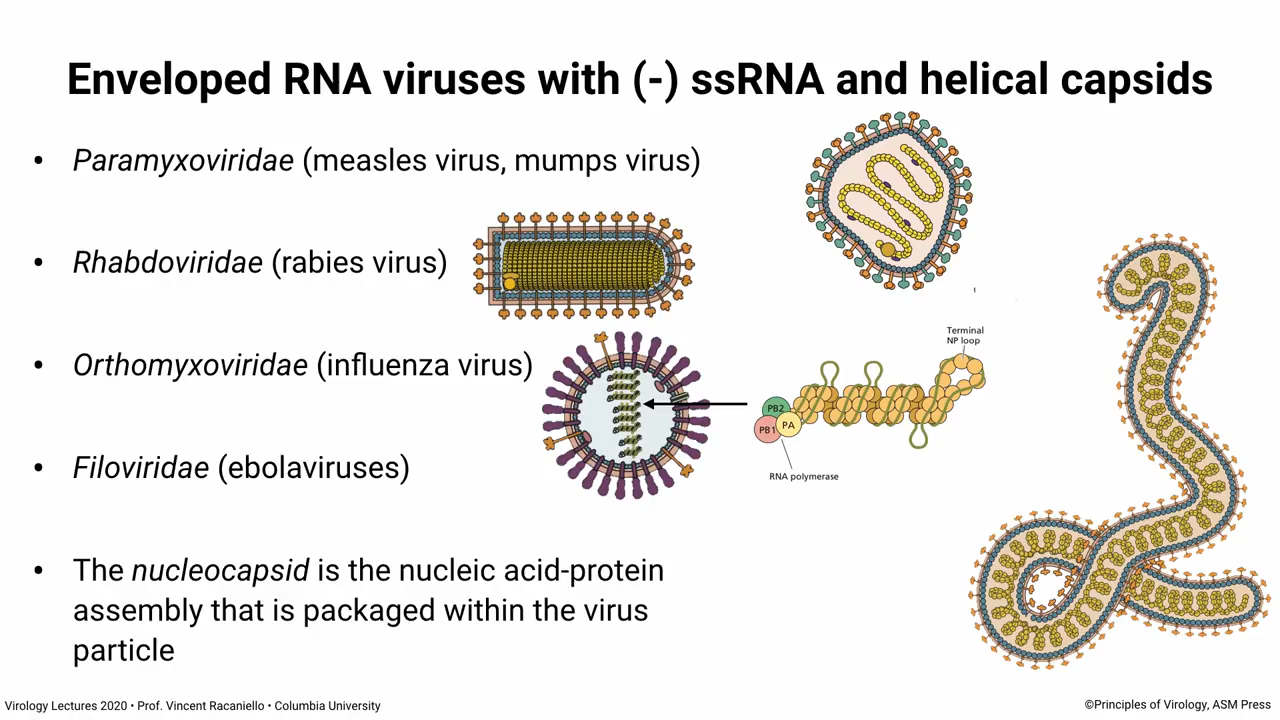 Enveloped RNA viruses with (-) ssRNA and helical capsids
• Paramyxoviridae (measles virus, mumps virus)
• Rhabdoviridae (rabies virus)
• Orthomyxoviridae (influenza virus)
Terminal
NP loop
PB2
PB1
PA
RNA polymerase
• Filoviridae (ebolaviruses)
• The nucleocapsid is the nucleic acid-protein
assembly that is packaged within the virus
particle
Virology Lectures 2020 • Prof. Vincent Racaniello • Columbia University
©Principles of Virology, ASM Press